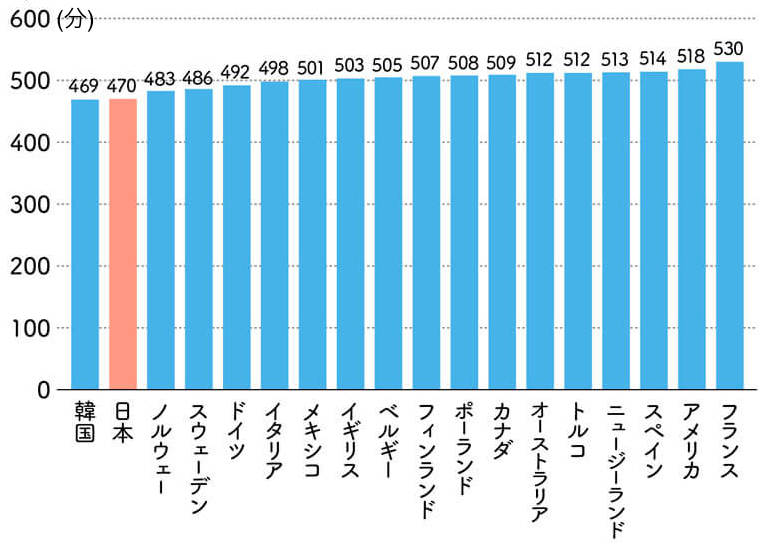 600 (分)
500
400
300
200
100
0
469 470 483 486 492 498 501 503 505 507 508 509 512 512 513 514 518 530
韓国
日本
ノルウェー
スウェーデン
ドイツ
イタリア
メキシコ
イギリス
ベルギー
フィンランド
ポーランド
カナダ
オーストラリア
トルコ
ニュージーランド
スペイン
アメリカ
フランス